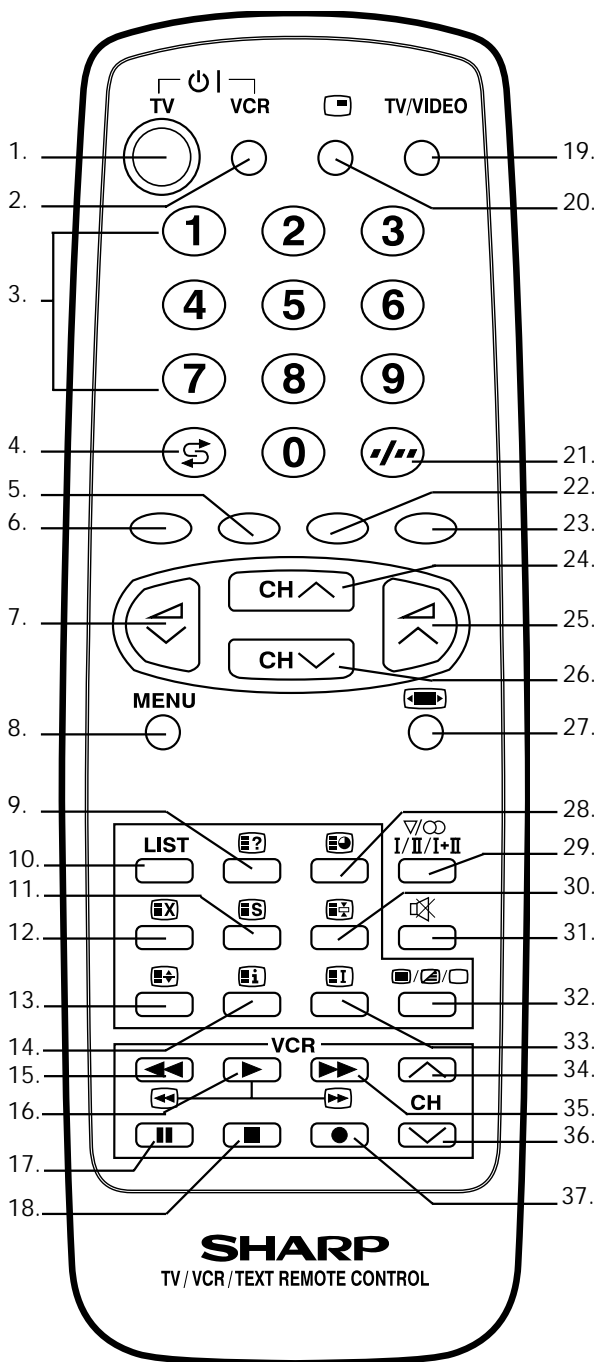 TV VCR TV/VIDEO
1. 19.
2. 20.
1 2 3
3.
4 5 6
7 8 9
4. 0 -/-- 21.
5. 22.
6. 23.
CH 24.
7. 25.
CH 26.
MENU
8. 27.
9. 28.
LIST ? I/II/I+II
10. 29.
11. 30.
X S
12. 31.
13. i I 32.
14. 33.
VCR
15. 34.
16. CH 35.
17. 36.
18. 37.
SHARP
TV / VCR / TEXT REMOTE CONTROL